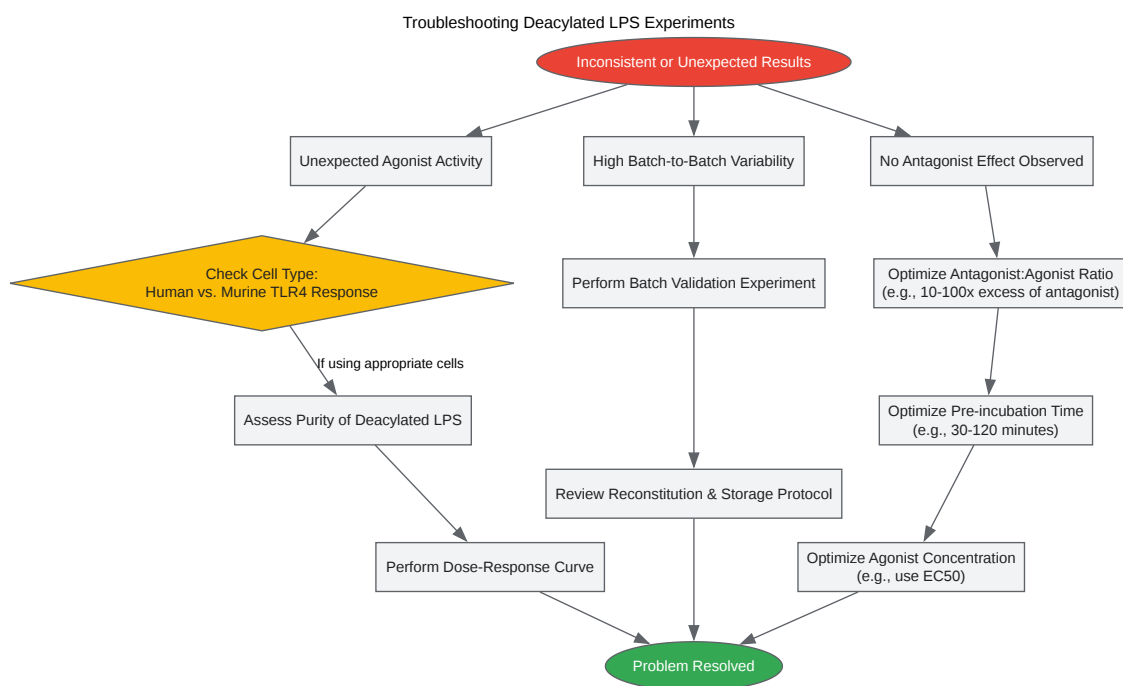 Troubleshooting Deacylated LPS Experiments
Inconsistent or Unexpected Results
Unexpected Agonist Activity
High Batch-to-Batch Variability
No Antagonist Effect Observed
Check Cell Type:
Human vs. Murine TLR4 Response
Perform Batch Validation Experiment
Optimize Antagonist:Agonist Ratio
(e.g., 10-100x excess of antagonist)
If using appropriate cells
Assess Purity of Deacylated LPS
Optimize Pre-incubation Time
(e.g., 30-120 minutes)
Review Reconstitution & Storage Protocol
Perform Dose-Response Curve
Optimize Agonist Concentration
(e.g., use EC50)
Problem Resolved